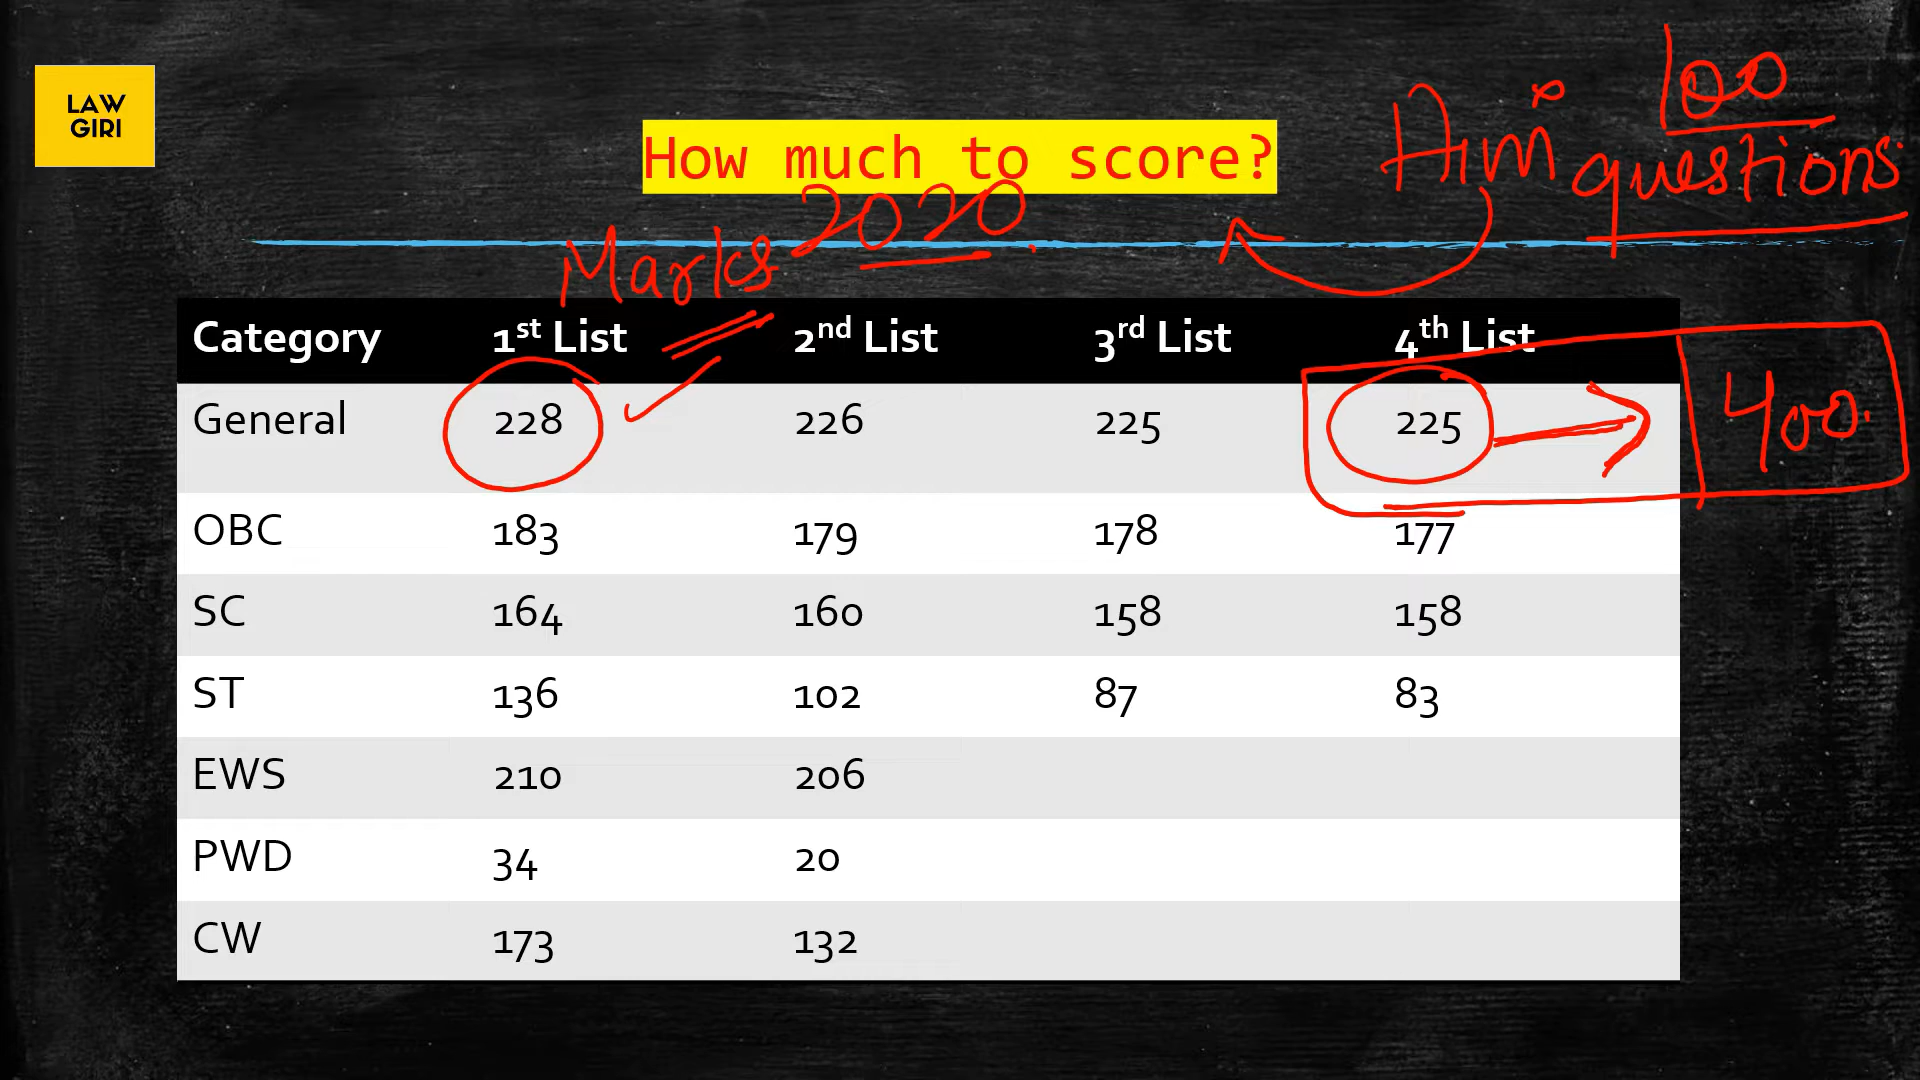 LAW
GIRI
100
How much to score?
Aim questions
2020
Marks
Category 1st List 2nd List 3rd List 4th List
General 228 226 225 225 400.
OBC 183 179 178 177
SC 164 160 158 158
ST 136 102 87 83
EWS 210 206
PWD 34 20
CW 173 132